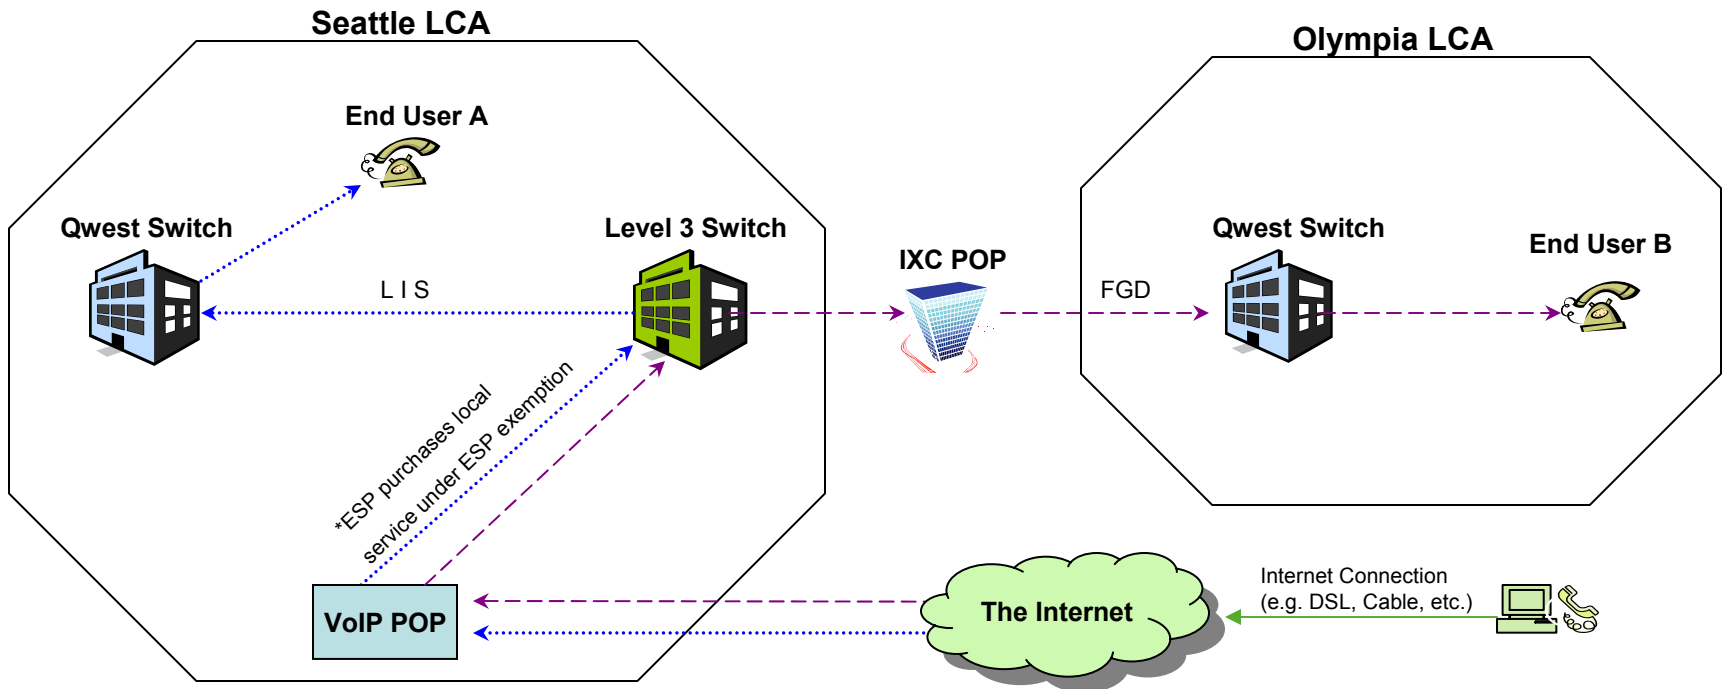 Seattle LCA
Olympia LCA
End User A
Qwest Switch
Level 3 Switch
L I S
IXC POP
FGD
Qwest Switch
End User B
*ESP purchases local
service under ESP exemption
VoIP POP
The Internet
Internet Connection
(e.g. DSL, Cable, etc.)